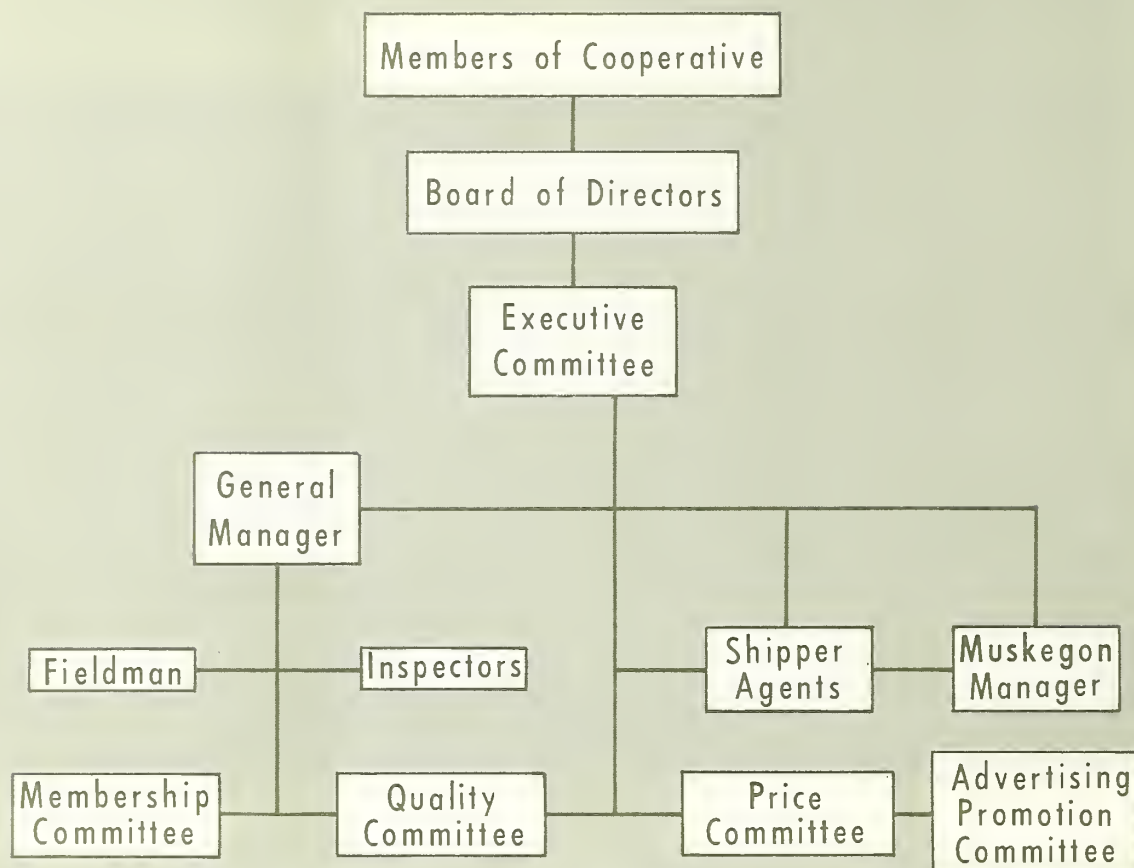 Members of Cooperative
Board of Directors
Executive
Committee
General
Manager
Fieldman
Inspectors
Shipper
Agents
Muskegon
Manager
Membership
Committee
Quality
Committee
Price
Committee
Advertising
Promotion
Committee